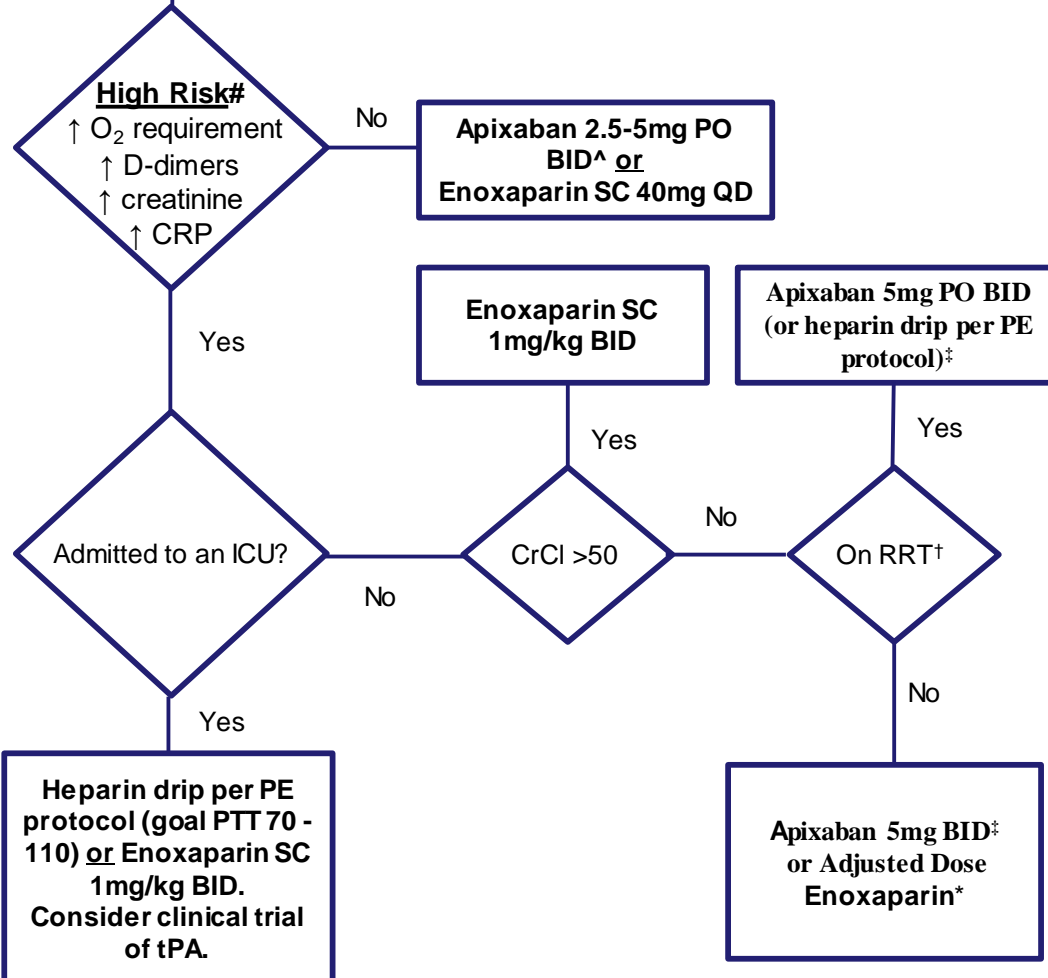 High Risk#
↑ O₂ requirement
↑ D-dimers
↑ creatinine
↑ CRP
No
Apixaban 2.5-5mg PO
BID^ or
Enoxaparin SC 40mg QD
Yes
Enoxaparin SC
1mg/kg BID
Apixaban 5mg PO BID
(or heparin drip per PE
protocol)‡
Yes
Yes
Admitted to an ICU?
No
CrCl >50
No
On RRT†
Yes
No
Heparin drip per PE
protocol (goal PTT 70 -
110) or Enoxaparin SC
1mg/kg BID.
Consider clinical trial
of tPA.
Apixaban 5mg BID‡
or Adjusted Dose
Enoxaparin*